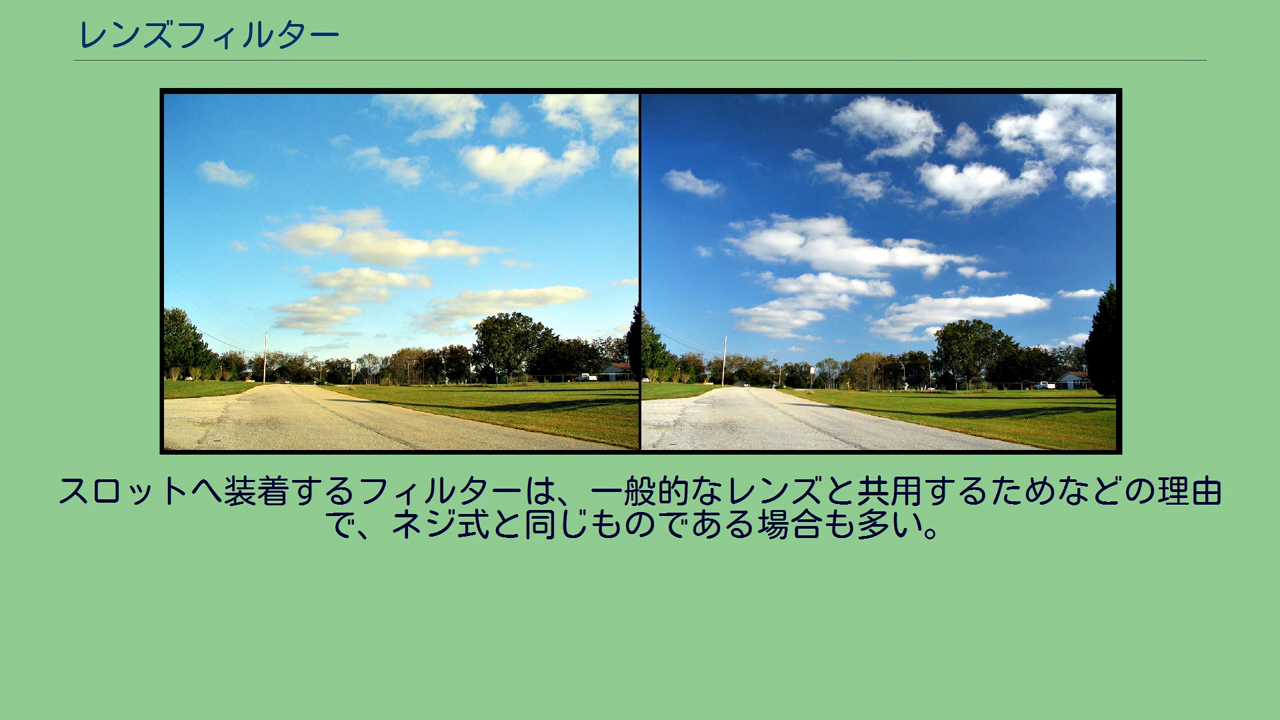 レンズフィルター
スロットへ装着するフィルターは、一般的なレンズと共用するためなどの理由
で、ネジ式と同じものである場合も多い。